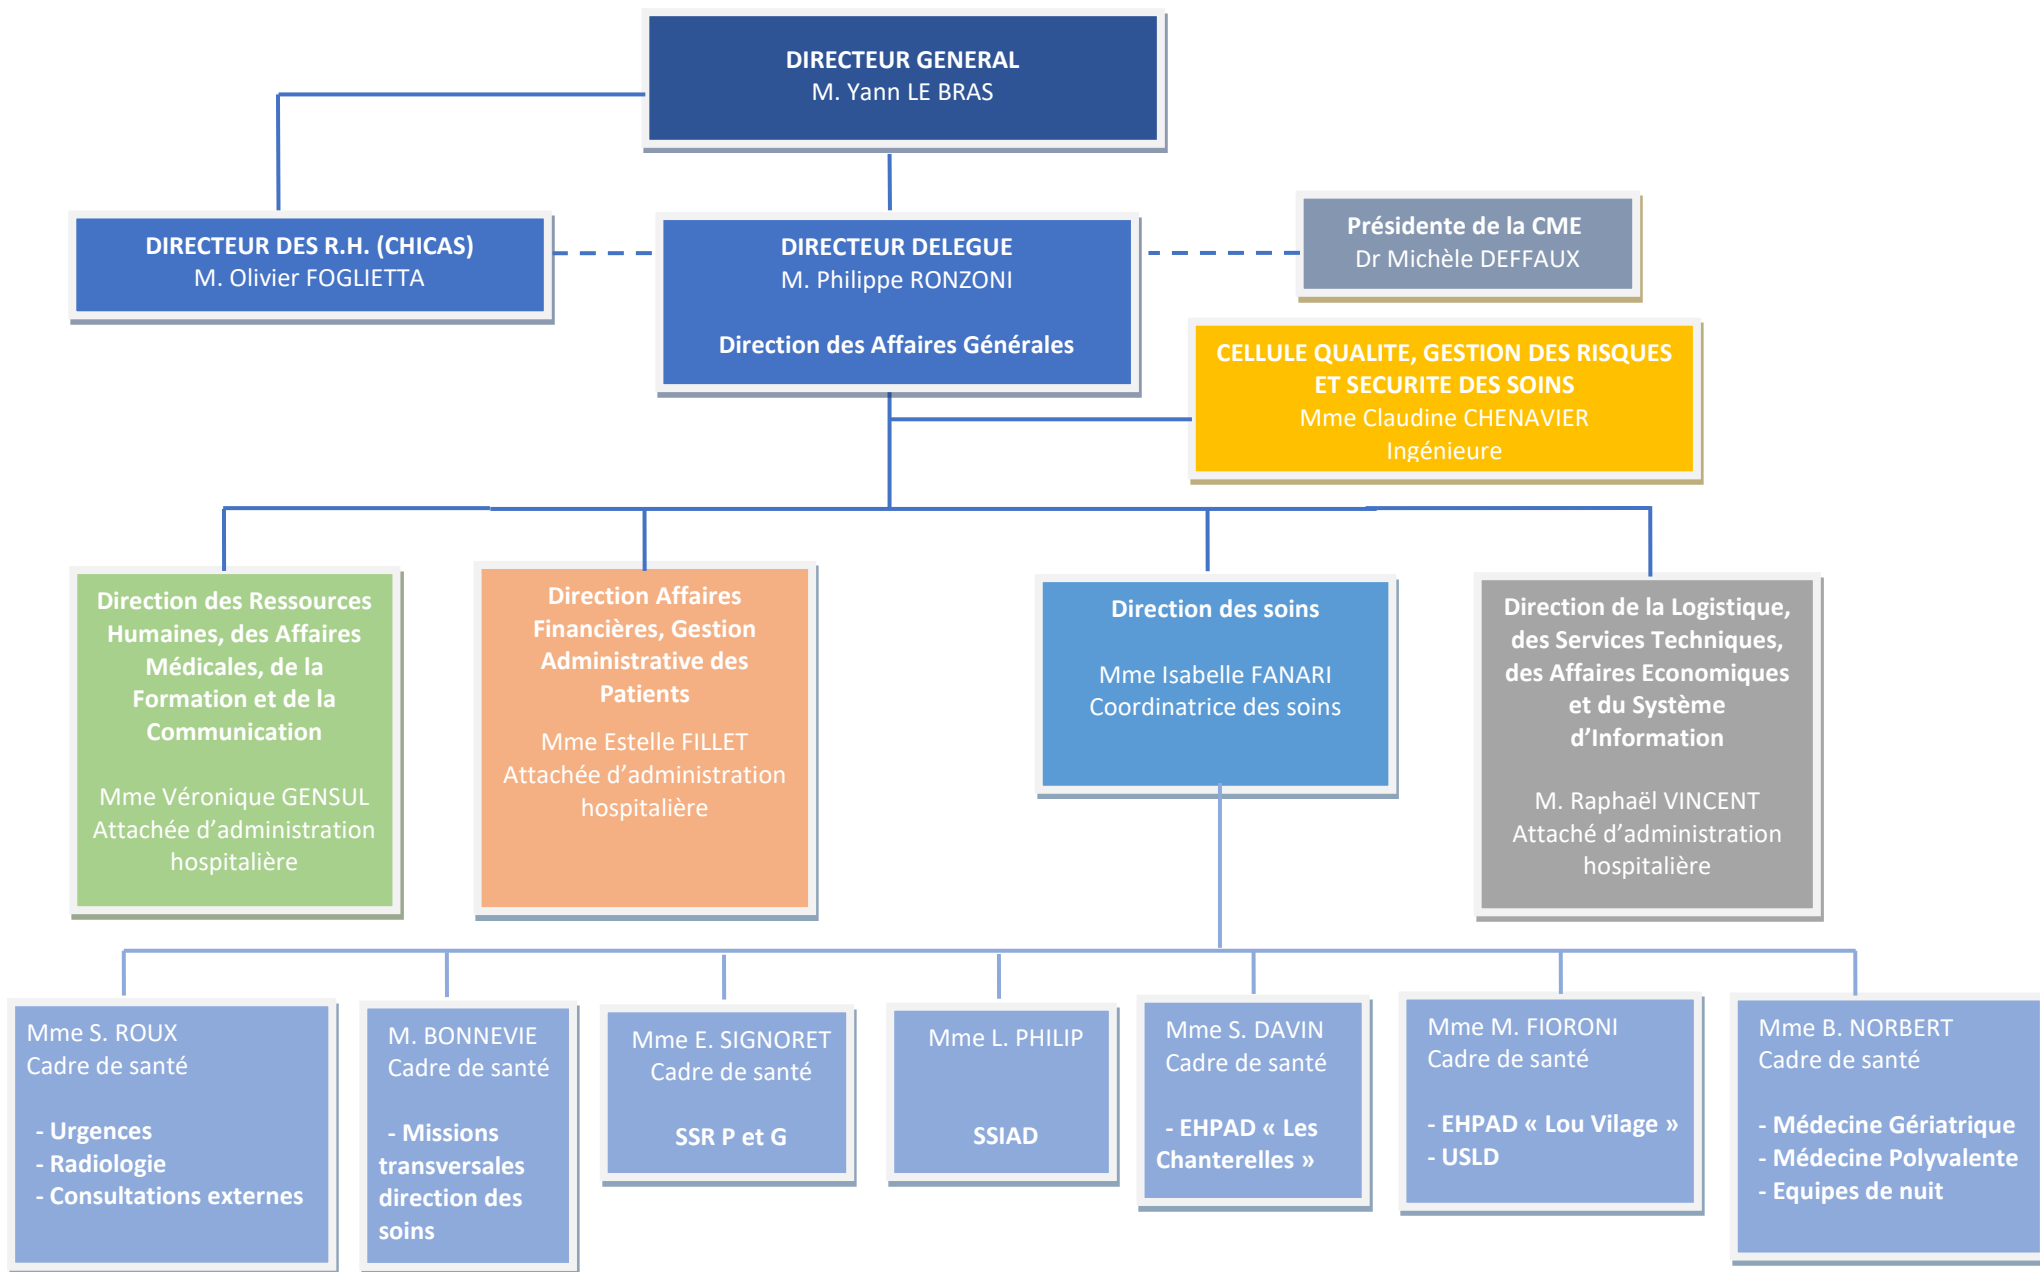 DIRECTEUR GENERAL
M. Yann LE BRAS
DIRECTEUR DES R.H. (CHICAS)
M. Olivier FOGLIETTA
DIRECTEUR DELEGUE
M. Philippe RONZONI
Direction des Affaires Générales
Présidente de la CME
Dr Michèle DEFFAUX
CELLULE QUALITE, GESTION DES RISQUES
ET SECURITE DES SOINS
Mme Claudine CHENAVIER
Ingénieure
Direction des Ressources
Humaines, des Affaires
Médicales, de la
Formation et de la
Communication
Mme Véronique GENSUL
Attachée d'administration
hospitalière
Direction Affaires
Financières, Gestion
Administrative des
Patients
Mme Estelle FILLET
Attachée d'administration
hospitalière
Direction des soins
Mme Isabelle FANARI
Coordinatrice des soins
Direction de la Logistique,
des Services Techniques,
des Affaires Economiques
et du Système
d'Information
M. Raphaël VINCENT
Attaché d'administration
hospitalière
Mme S. ROUX
Cadre de santé
- Urgences
- Radiologie
- Consultations externes
M. BONNEVIE
Cadre de santé
- Missions
transversales
direction des
soins
Mme E. SIGNORET
Cadre de santé
SSR P et G
Mme L. PHILIP
SSIAD
Mme S. DAVIN
Cadre de santé
- EHPAD « Les
Chanterelles »
Mme M. FIORONI
Cadre de santé
- EHPAD « Lou Vilage »
- USLD
Mme B. NORBERT
Cadre de santé
- Médecine Gériatrique
- Médecine Polyvalente
- Equipes de nuit